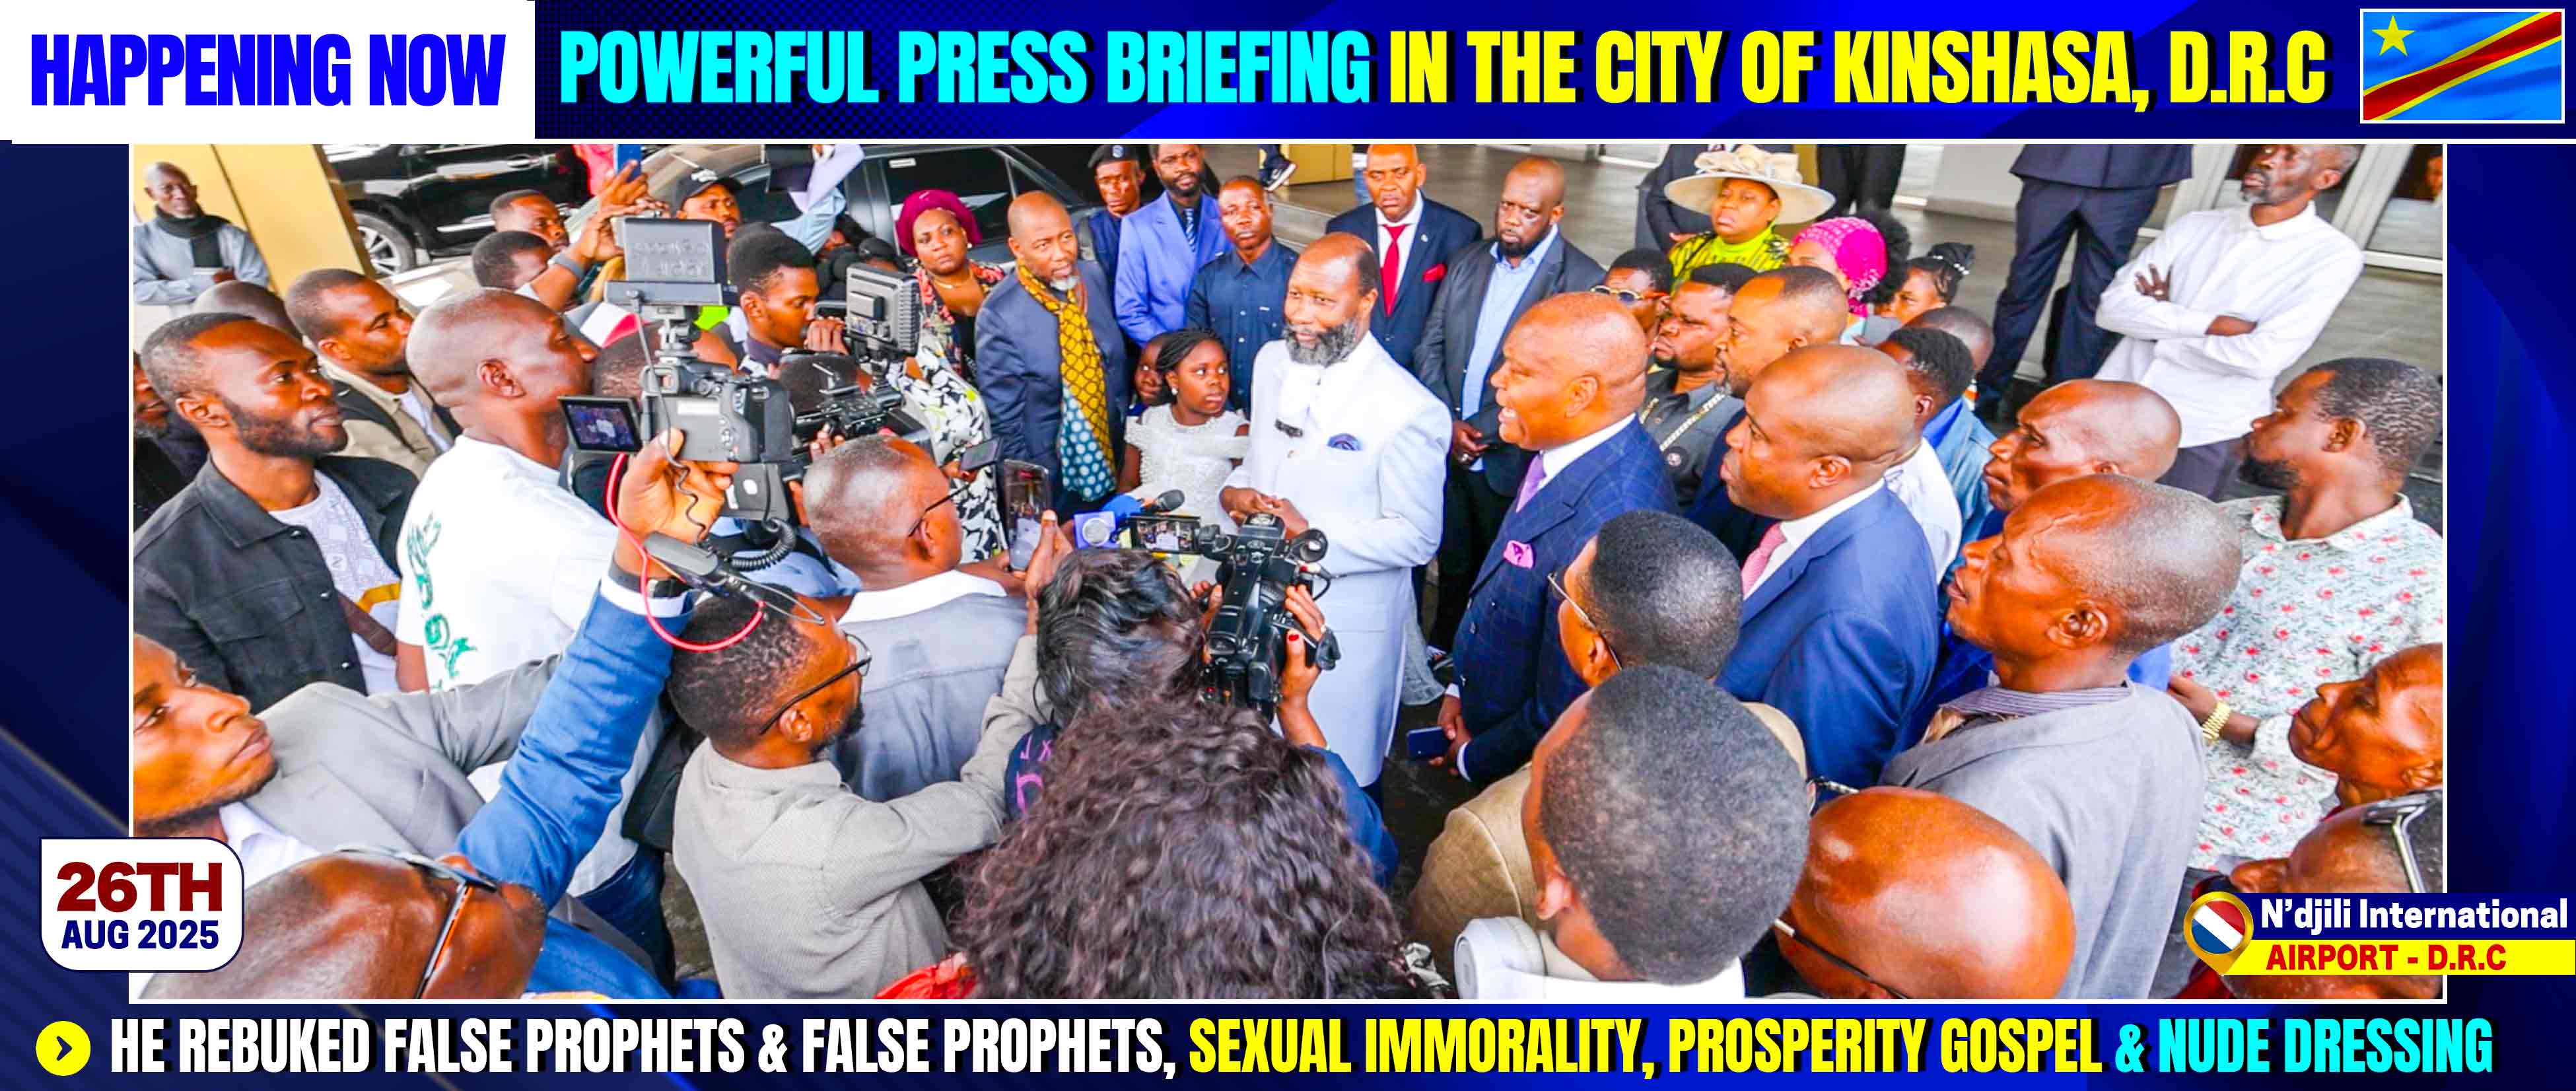 HAPPENING NOW
POWERFUL PRESS BRIEFING IN THE CITY OF KINSHASA, D.R.C
26TH
AUG 2025
N'djili International
AIRPORT - D.R.C
HE REBUKED FALSE PROPHETS & FALSE PROPHETS, SEXUAL IMMORALITY, PROSPERITY GOSPEL & NUDE DRESSING